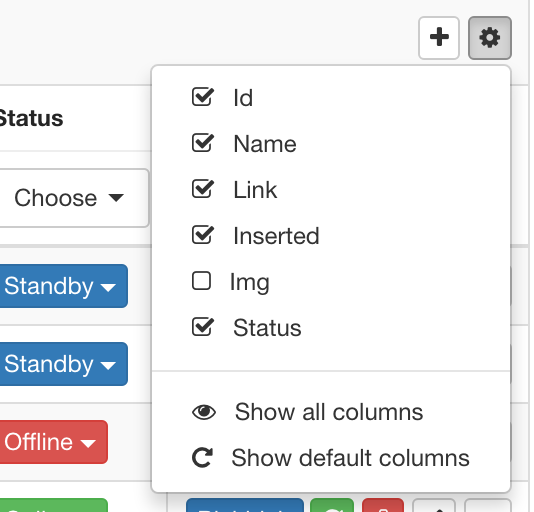 Id
Status
Name
Link
Choose
Inserted
Img
Standby
Status
Standby
Show all columns
Offline
Show default columns